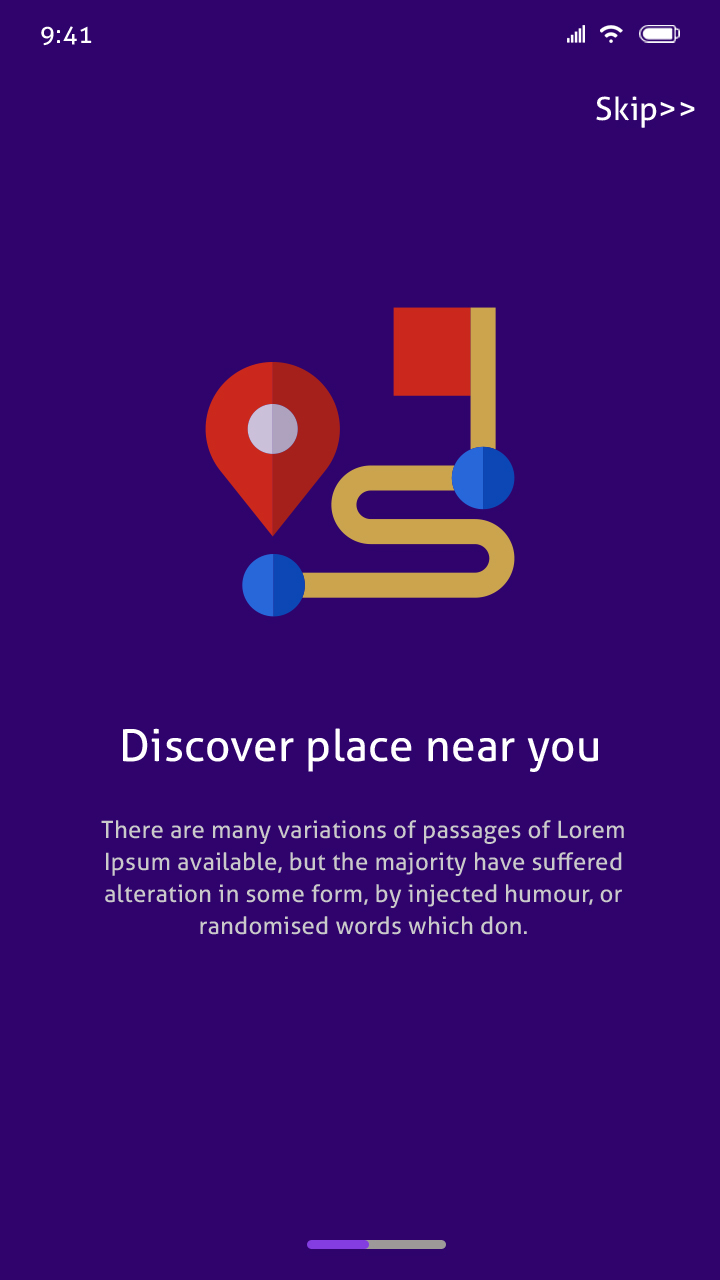 9:41
Skip>>
Discover place near you
There are many variations of passages of Lorem
Ipsum available, but the majority have suffered
alteration in some form, by injected humour, or
randomised words which don.